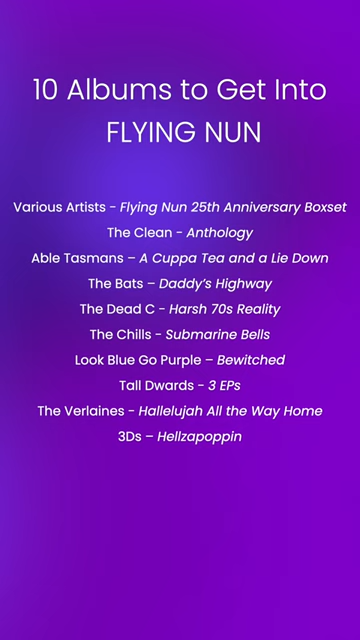 10 Albums to Get Into
FLYING NUN
Various Artists - Flying Nun 25th Anniversary Boxset
The Clean - Anthology
Able Tasmans – A Cuppa Tea and a Lie Down
The Bats – Daddy's Highway
The Dead C - Harsh 70s Reality
The Chills - Submarine Bells
Look Blue Go Purple – Bewitched
Tall Dwards - 3 EPs
The Verlaines - Hallelujah All the Way Home
3Ds – Hellzapoppin